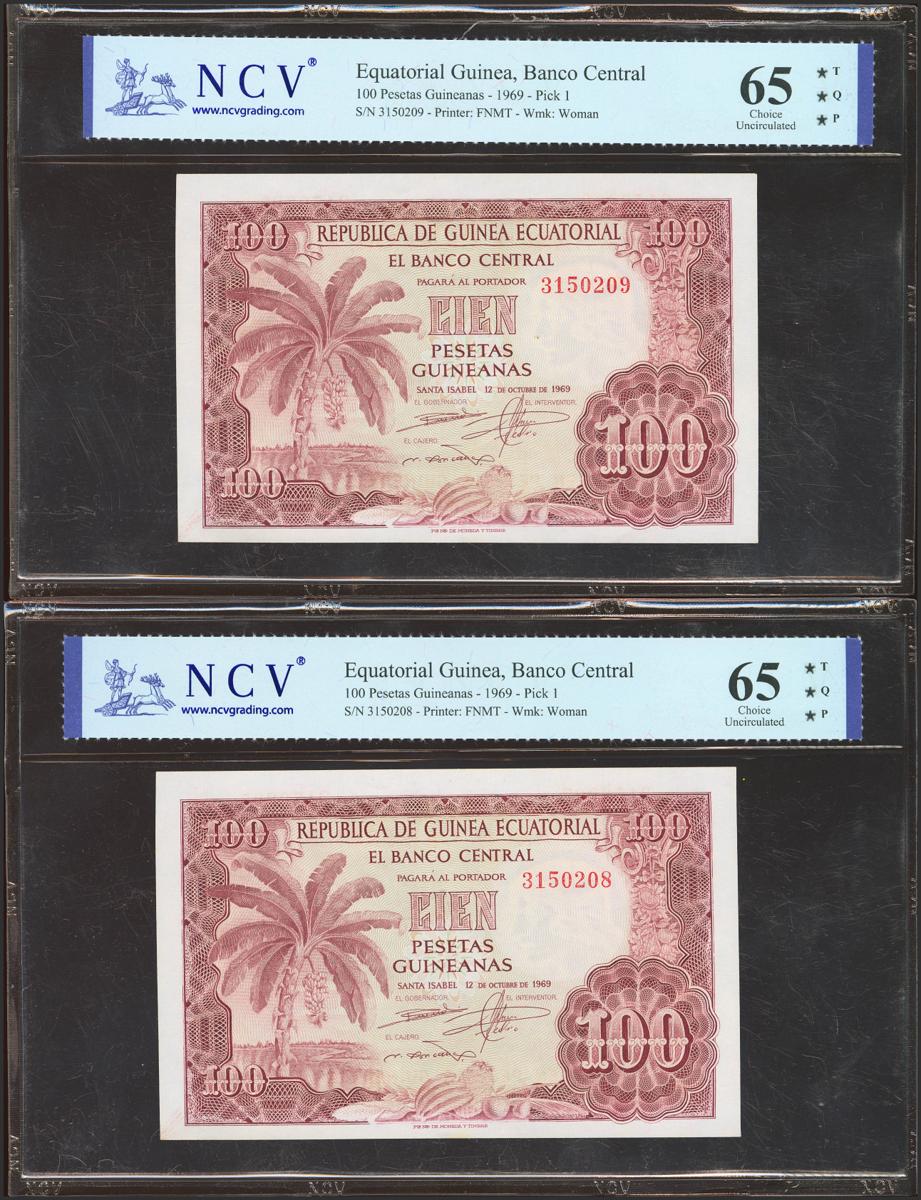 NCV®
www.ncvgrading.com
Equatorial Guinea, Banco Central
100 Pesetas Guineanas - 1969 - Pick 1
S/N 3150209 - Printer: FNMT - Wmk: Woman
65
Choice
Uncirculated
★ T
★ Q
★ P
100
REPUBLICA DE GUINEA ECUATORIAL
100
EL BANCO CENTRAL
PAGARÁ AL PORTADOR
3150209
CIEN
PESETAS
GUINEANAS
SANTA ISABEL 12 DE OCTUBRE DE 1969
EL GOBERNADOR
EL INTERVENTOR.
EL CAJERO.
100
100
NCV®
www.ncvgrading.com
Equatorial Guinea, Banco Central
100 Pesetas Guineanas - 1969 - Pick 1
S/N 3150208 - Printer: FNMT - Wmk: Woman
65
Choice
Uncirculated
★ T
★ Q
★ P
100
REPUBLICA DE GUINEA ECUATORIAL
100
EL BANCO CENTRAL
PAGARÁ AL PORTADOR
3150208
CIEN
PESETAS
GUINEANAS
SANTA ISABEL 12 DE OCTUBRE DE 1969
EL GOBERNADOR
EL INTERVENTOR.
EL CAJERO.
100
100